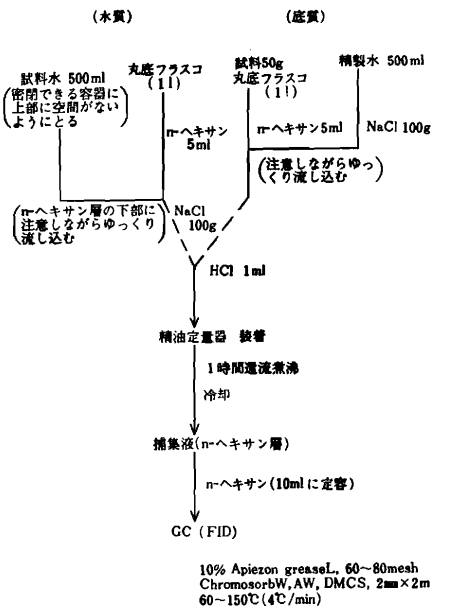 (水質)
(底質)
試料水 500ml
(密閉できる容器に
上部に空間がない
ようにとる)
丸底フラスコ
(1l)
n-ヘキサン
5ml
試料50g
丸底フラスコ
(1l)
n-ヘキサン5ml
精製水 500ml
NaCl 100g
(注意しながらゆっ
くり流し込む)
(n-ヘキサン層の下部に
注意しながらゆっくり
流し込む)
NaCl
100g
HCl 1ml
精油定量器 装着
1時間還流煮沸
冷却
捕集液(n-ヘキサン層)
n-ヘキサン(10mlに定容)
GC (FID)
10% Apiezon greaseL, 60~80mesh
ChromosorbW, AW, DMCS, 2mm×2m
60~150℃(4℃/min)